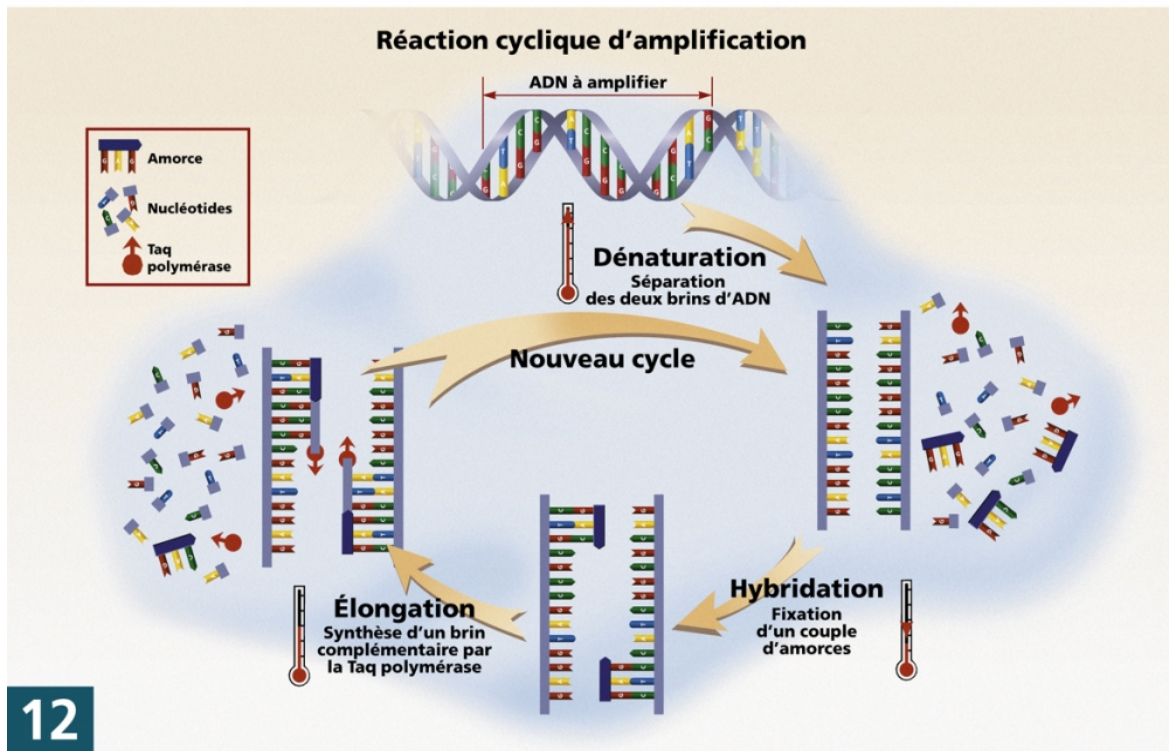 Réaction cyclique d'amplification
ADN à amplifier
Amorce
Nucléotides
Taq
polymérase
Dénaturation
Séparation
des deux brins d'ADN
Nouveau cycle
Hybridation
Fixation
d'un couple
d'amorces
Élongation
Synthèse d'un brin
complémentaire par
la Taq polymérase
12